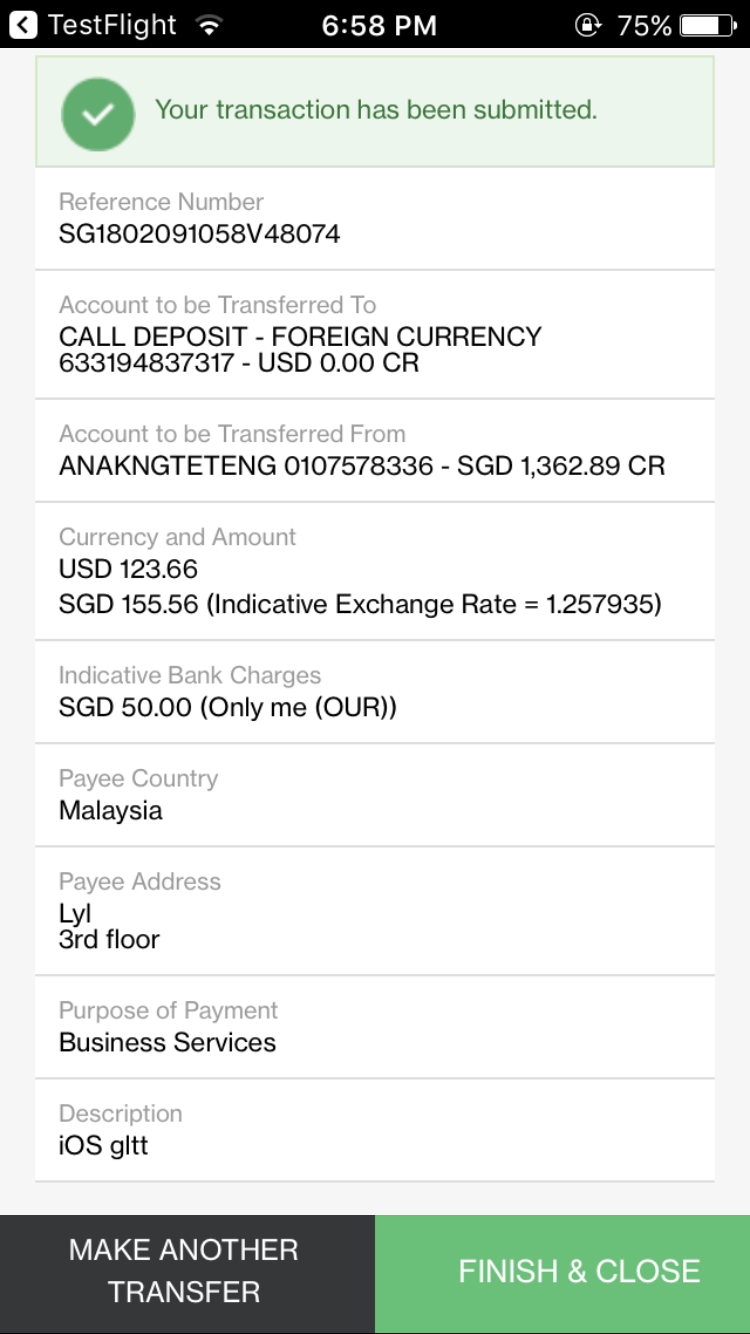 TestFlight 6:58 PM 75%
Your transaction has been submitted.
Reference Number
SG1802091058V48074
Account to be Transferred To
CALL DEPOSIT - FOREIGN CURRENCY
633194837317 - USD 0.00 CR
Account to be Transferred From
ANAKNGTETENG 0107578336 - SGD 1,362.89 CR
Currency and Amount
USD 123.66
SGD 155.56 (Indicative Exchange Rate = 1.257935)
Indicative Bank Charges
SGD 50.00 (Only me (OUR))
Payee Country
Malaysia
Payee Address
Lyl
3rd floor
Purpose of Payment
Business Services
Description
iOS gltt
MAKE ANOTHER
TRANSFER
FINISH & CLOSE